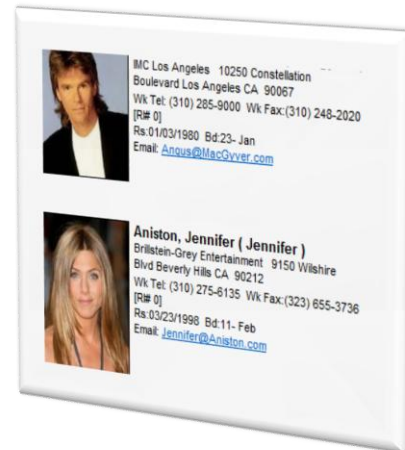 IMC Los Angeles 10250 Constellation
Boulevard Los Angeles CA 90067
Wk Tel: (310) 285-9000 Wk Fax:(310) 248-2020
[RI# 0]
Rs:01/03/1980 Bd:23- Jan
Email: Angus@MacGyver.com
Aniston, Jennifer ( Jennifer )
Brillstein-Grey Entertainment 9150 Wilshire
Blvd Beverly Hills CA 90212
Wk Tel: (310) 275-6135 Wk Fax:(323) 655-3736
[RI# 0]
Rs:03/23/1998 Bd:11- Feb
Email: Jennifer@Aniston.com